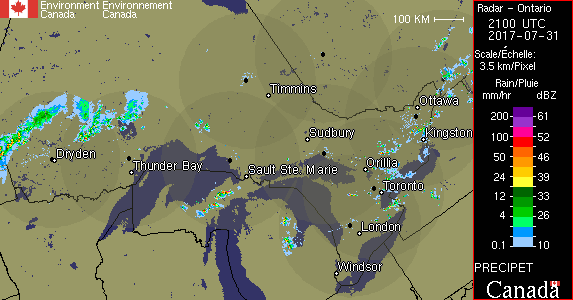 Environment Environnement
Canada Canada
100 KM
Timmins
Ottawa
Sudbury
Kingston
Dryden
Thunder Bay
Sault Ste. Marie
Orillia
Toronto
London
Windsor
Radar - Ontario
2100 UTC
2017-07-31
Scale/Échelle:
3.5 km/Pixel
Rain/Pluie
mm/hr dBZ
200 61
100 52
50 46
24 39
12 33
4 26
0.1 10
PRECIPET
Canada